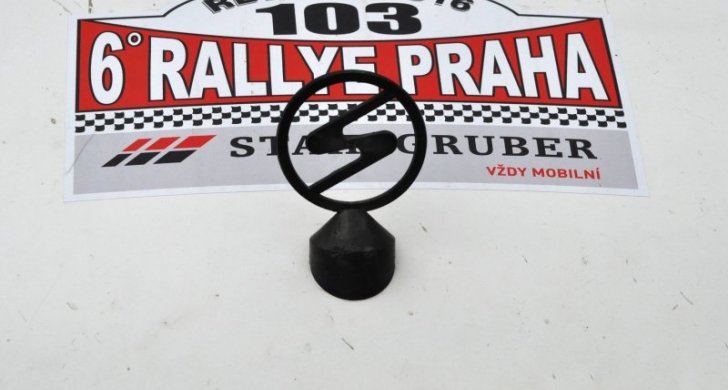 103
6° RALLYE PRAHA
GRUBER
VŽDY MOBILNÍ